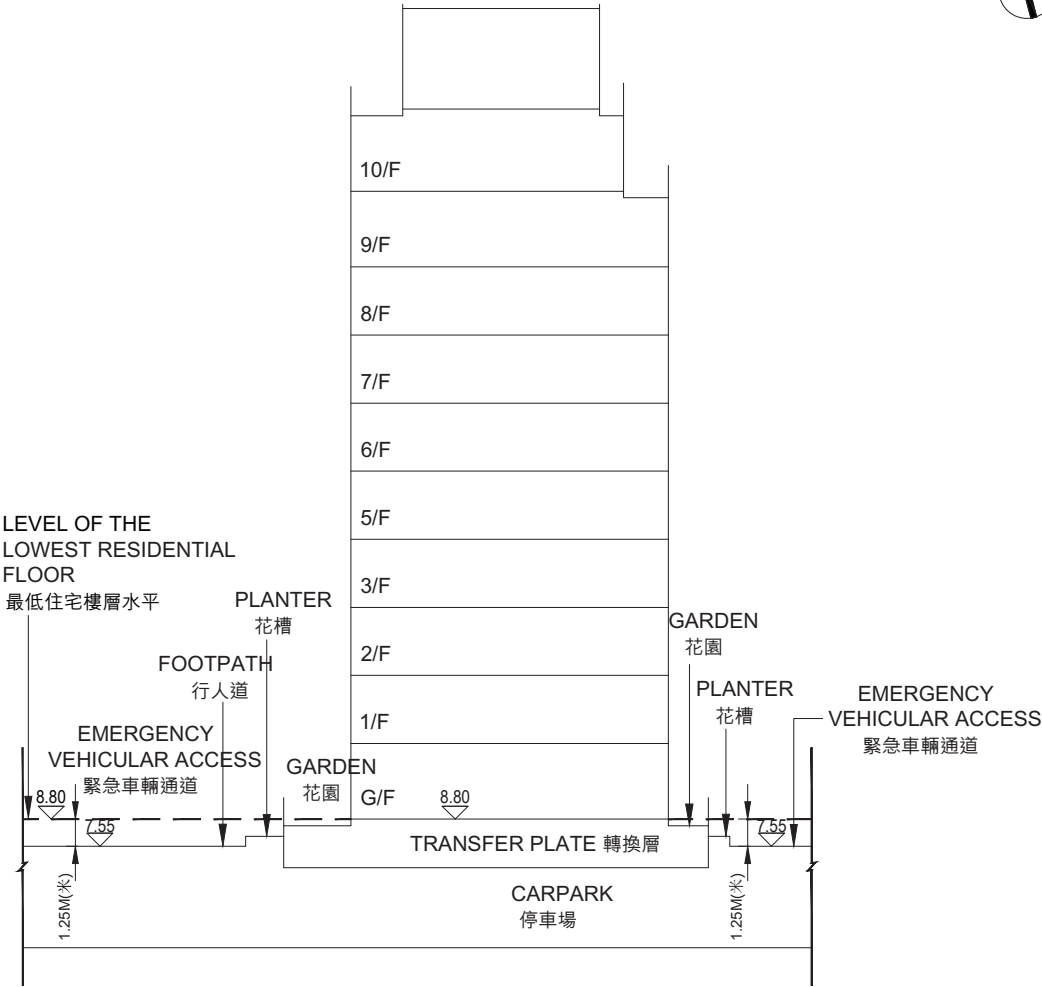 10/F
9/F
8/F
7/F
6/F
5/F
3/F
2/F
1/F
G/F
LEVEL OF THE
LOWEST RESIDENTIAL
FLOOR
最低住宅樓層水平
PLANTER
花槽
FOOTPATH
行人道
EMERGENCY
VEHICULAR ACCESS
緊急車輛通道
GARDEN
花園
GARDEN
花園
PLANTER
花槽
EMERGENCY
VEHICULAR ACCESS
緊急車輛通道
8.80
7.55
8.80
7.55
TRANSFER PLATE 轉換層
CARPARK
停車場
1.25M(米)
1.25M(米)